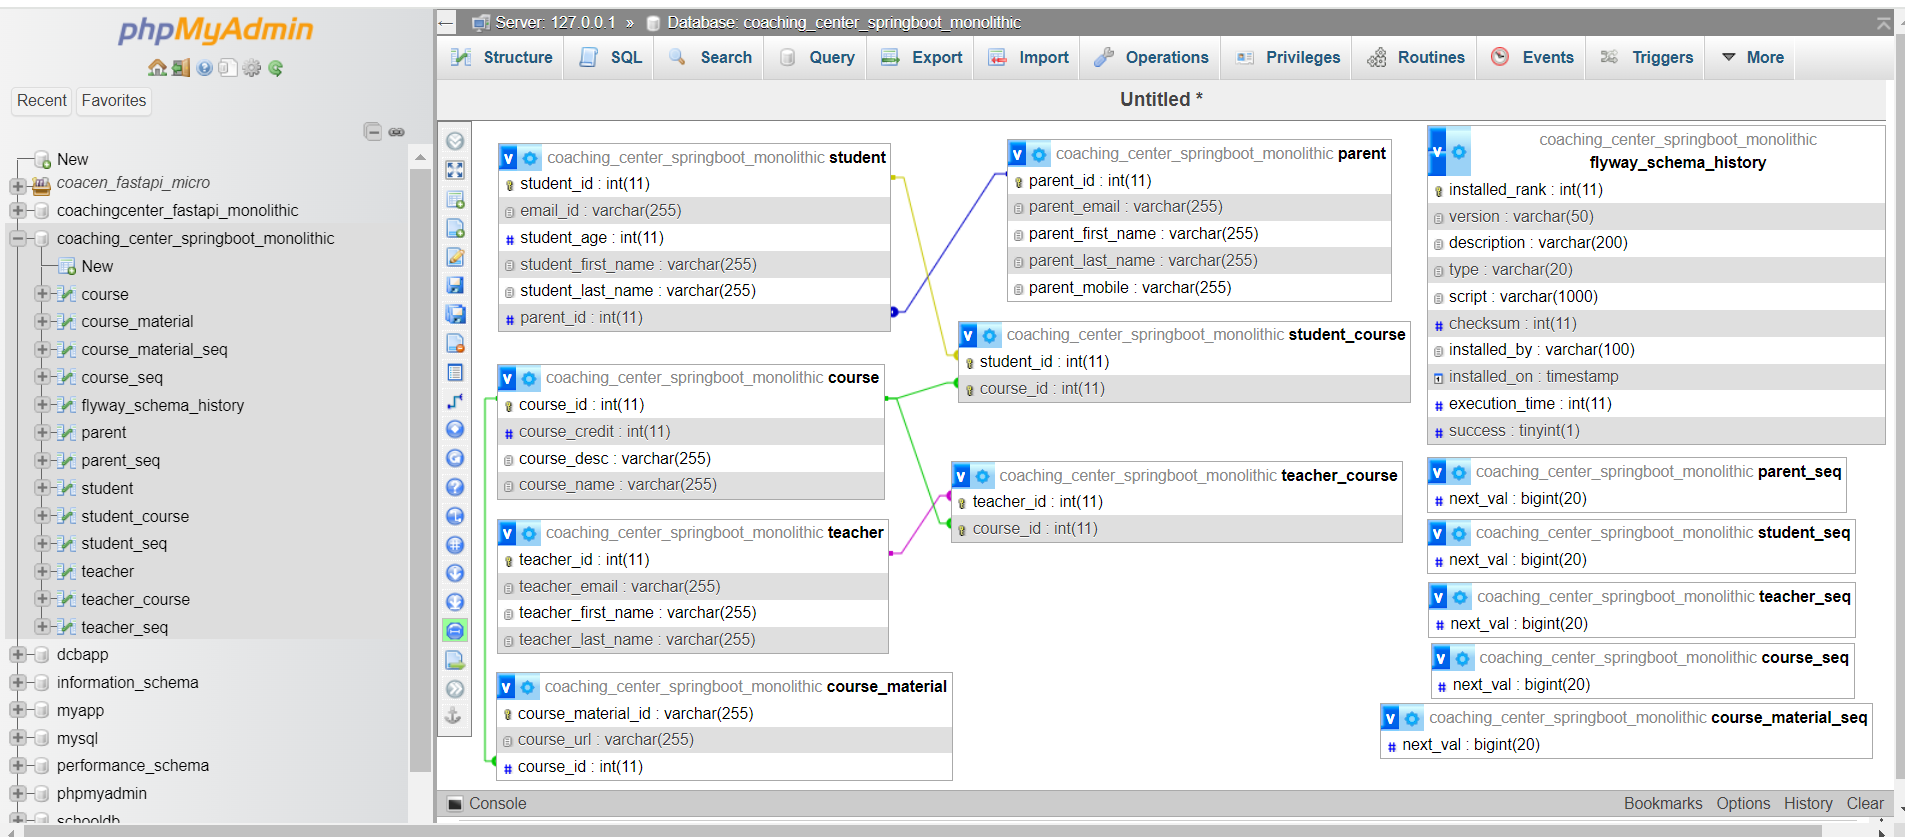 phpMyAdmin
Recent Favorites
New
coacen_fastapi_micro
coachingcenter_fastapi_monolithic
coaching_center_springboot_monolithic
New
course
course_material
course_material_seq
course_seq
flyway_schema_history
parent
parent_seq
student
student_course
student_seq
teacher
teacher_course
teacher_seq
dcbapp
information_schema
myapp
mysql
performance_schema
phpmyadmin
schooldb
Server: 127.0.0.1 » Database: coaching_center_springboot_monolithic
Structure SQL Search Query Export Import Operations Privileges Routines Events Triggers More
Untitled *
coaching_center_springboot_monolithic student
student_id : int(11)
email_id : varchar(255)
student_age : int(11)
student_first_name : varchar(255)
student_last_name : varchar(255)
parent_id : int(11)
coaching_center_springboot_monolithic parent
parent_id : int(11)
parent_email : varchar(255)
parent_first_name : varchar(255)
parent_last_name : varchar(255)
parent_mobile : varchar(255)
coaching_center_springboot_monolithic
flyway_schema_history
installed_rank : int(11)
version : varchar(50)
description : varchar(200)
type : varchar(20)
script : varchar(1000)
checksum : int(11)
installed_by : varchar(100)
installed_on : timestamp
execution_time : int(11)
success : tinyint(1)
coaching_center_springboot_monolithic student_course
student_id : int(11)
course_id : int(11)
coaching_center_springboot_monolithic course
course_id : int(11)
course_credit : int(11)
course_desc : varchar(255)
course_name : varchar(255)
coaching_center_springboot_monolithic teacher_course
teacher_id : int(11)
course_id : int(11)
coaching_center_springboot_monolithic teacher
teacher_id : int(11)
teacher_email : varchar(255)
teacher_first_name : varchar(255)
teacher_last_name : varchar(255)
coaching_center_springboot_monolithic course_material
course_material_id : varchar(255)
course_url : varchar(255)
course_id : int(11)
coaching_center_springboot_monolithic parent_seq
next_val : bigint(20)
coaching_center_springboot_monolithic student_seq
next_val : bigint(20)
coaching_center_springboot_monolithic teacher_seq
next_val : bigint(20)
coaching_center_springboot_monolithic course_seq
next_val : bigint(20)
coaching_center_springboot_monolithic course_material_seq
next_val : bigint(20)
Console
Bookmarks Options History Clear